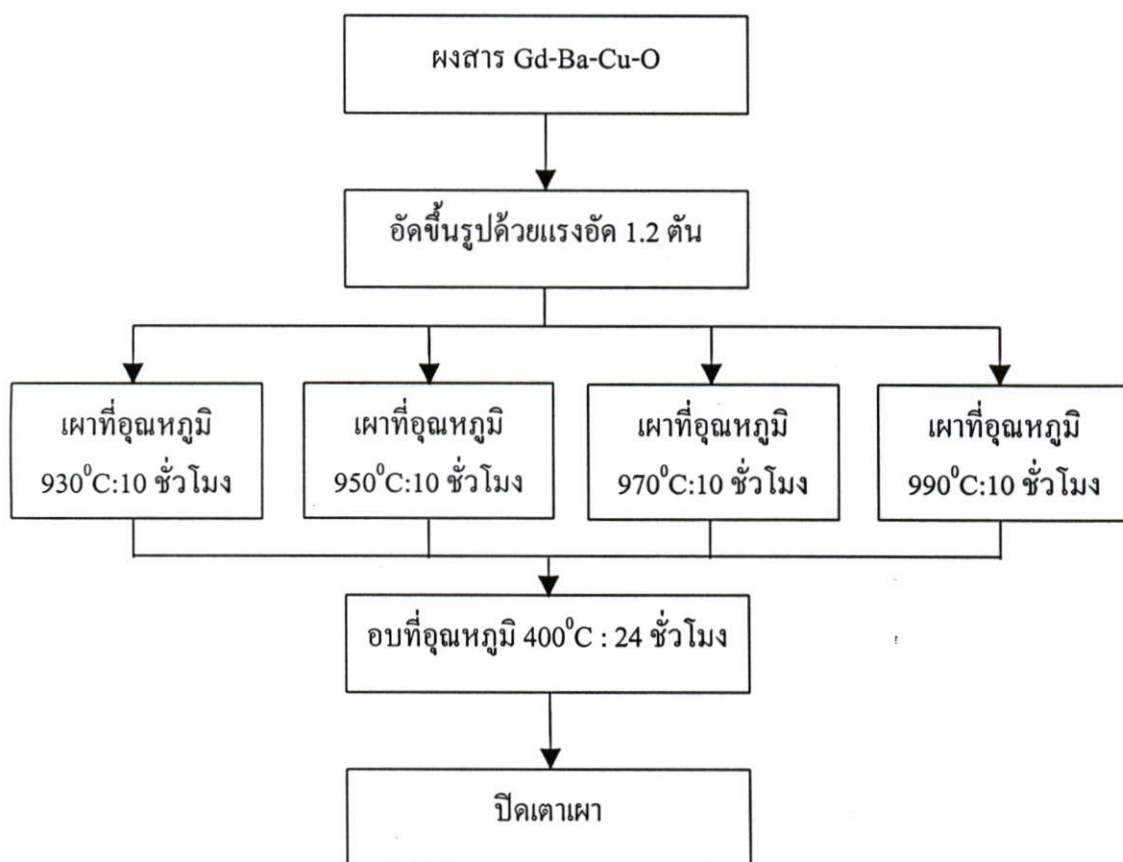 ผงสาร Gd-Ba-Cu-O
อัดขึ้นรูปด้วยแรงอัด 1.2 ตัน
เผาที่อุณหภูมิ
930⁰C:10 ชั่วโมง
เผาที่อุณหภูมิ
950⁰C:10 ชั่วโมง
เผาที่อุณหภูมิ
970⁰C:10 ชั่วโมง
เผาที่อุณหภูมิ
990⁰C:10 ชั่วโมง
อบที่อุณหภูมิ 400⁰C : 24 ชั่วโมง
ปิดเตาเผา